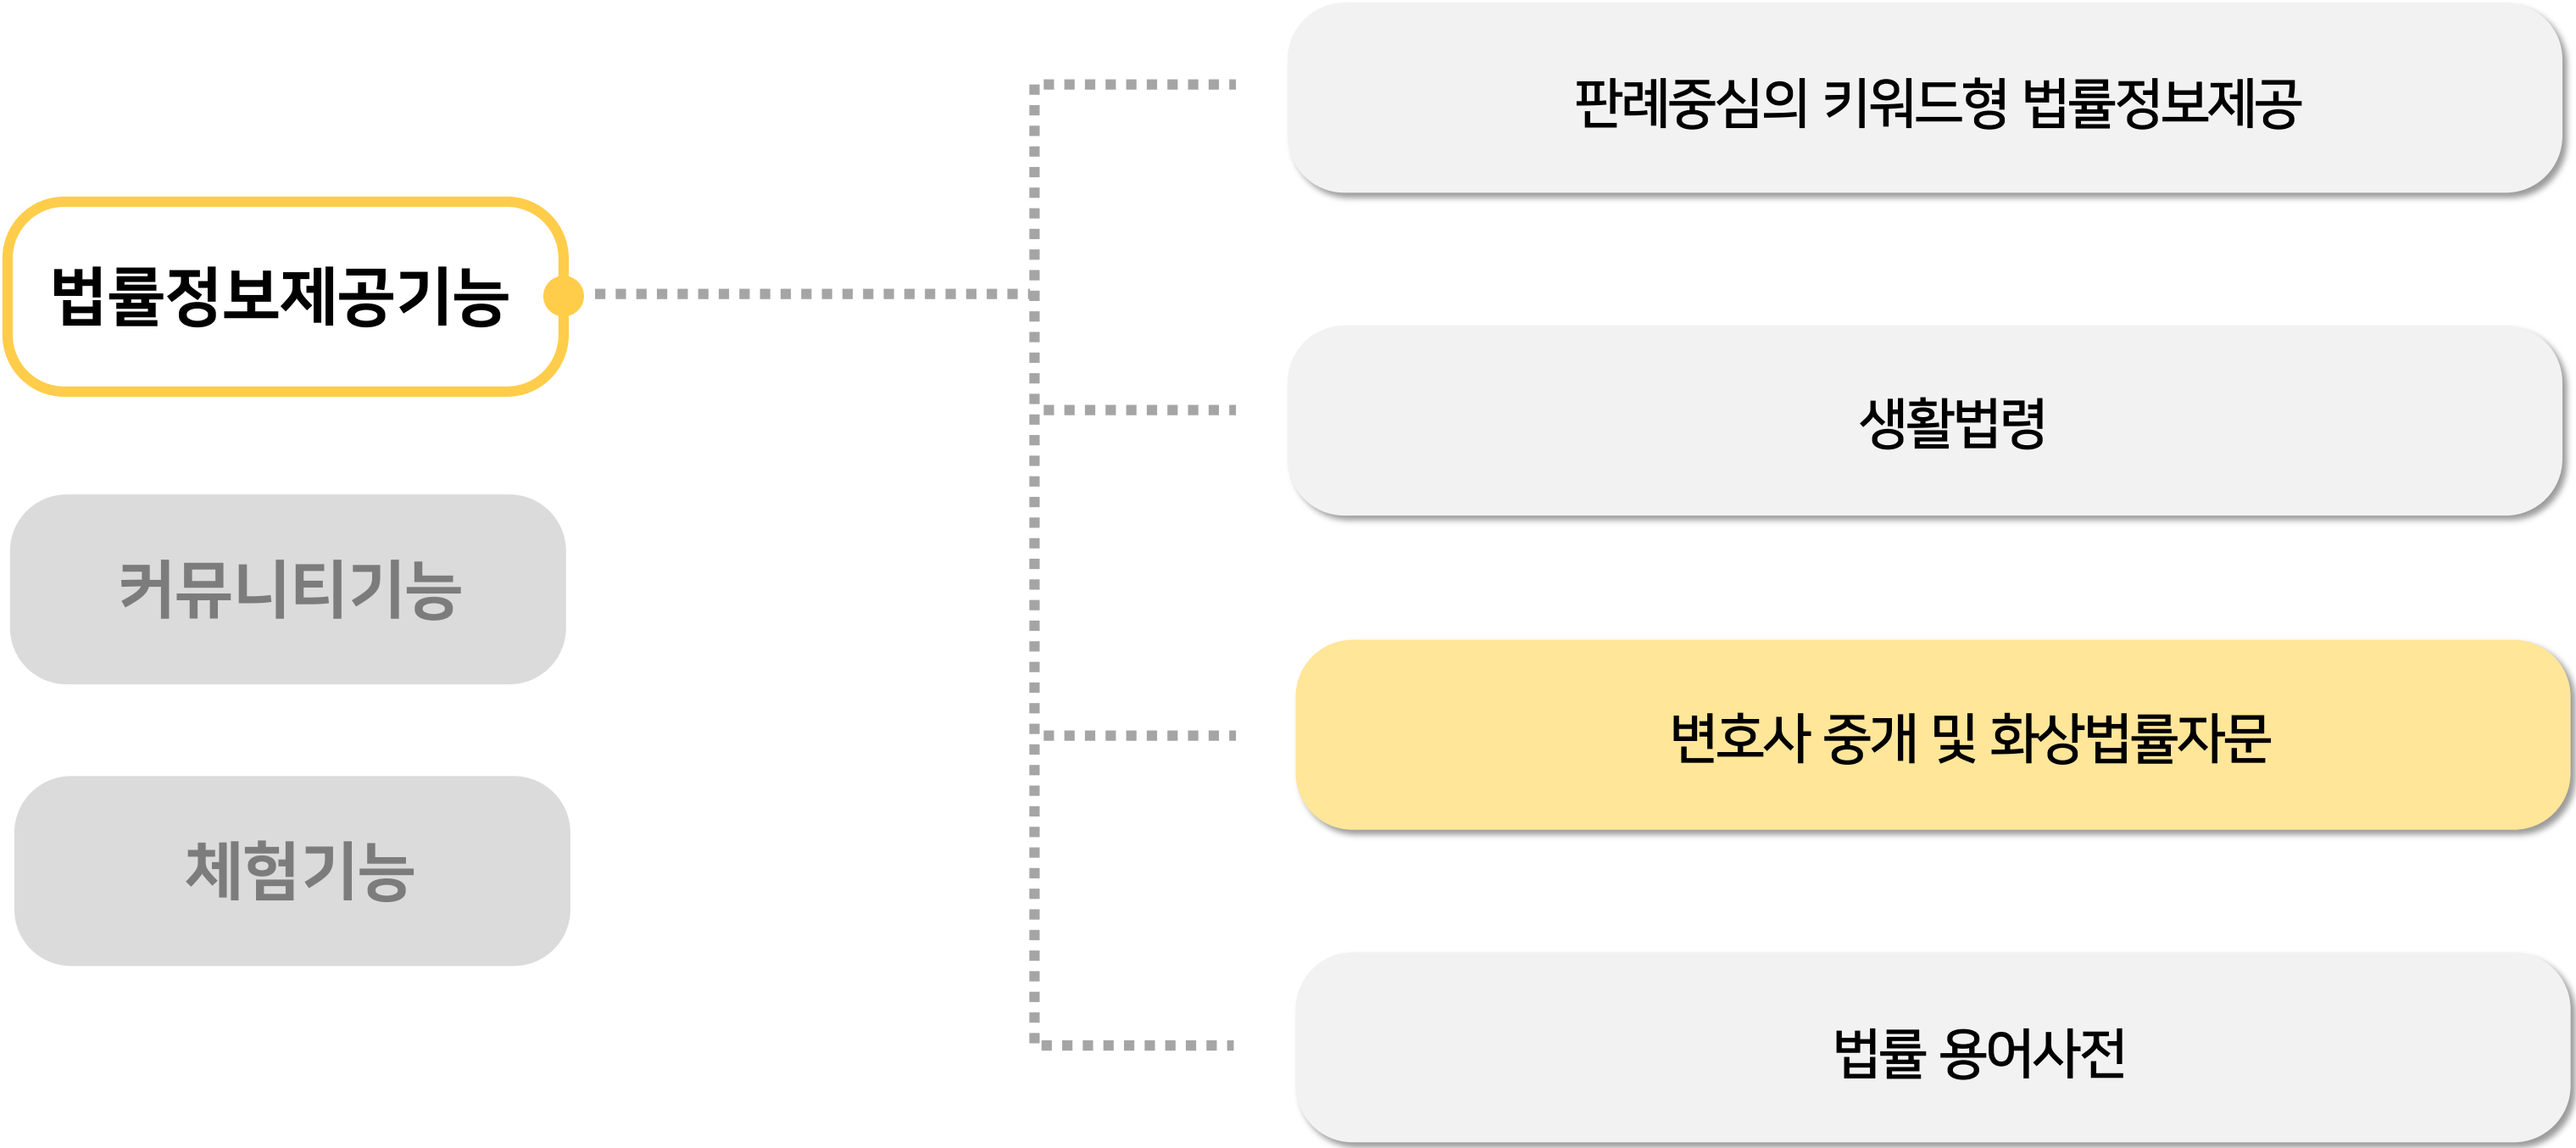 법률정보제공기능
커뮤니티기능
체험기능
판례중심의 키워드형 법률정보제공
생활법령
변호사 중개 및 화상법률자문
법률 용어사전